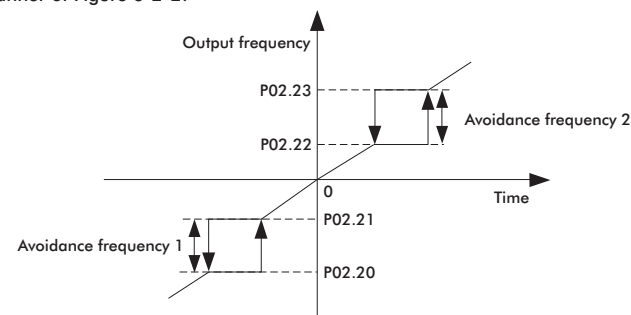 Output frequency
P02.23
P02.22
Avoidance frequency 2
0
Time
P02.21
Avoidance frequency 1
P02.20